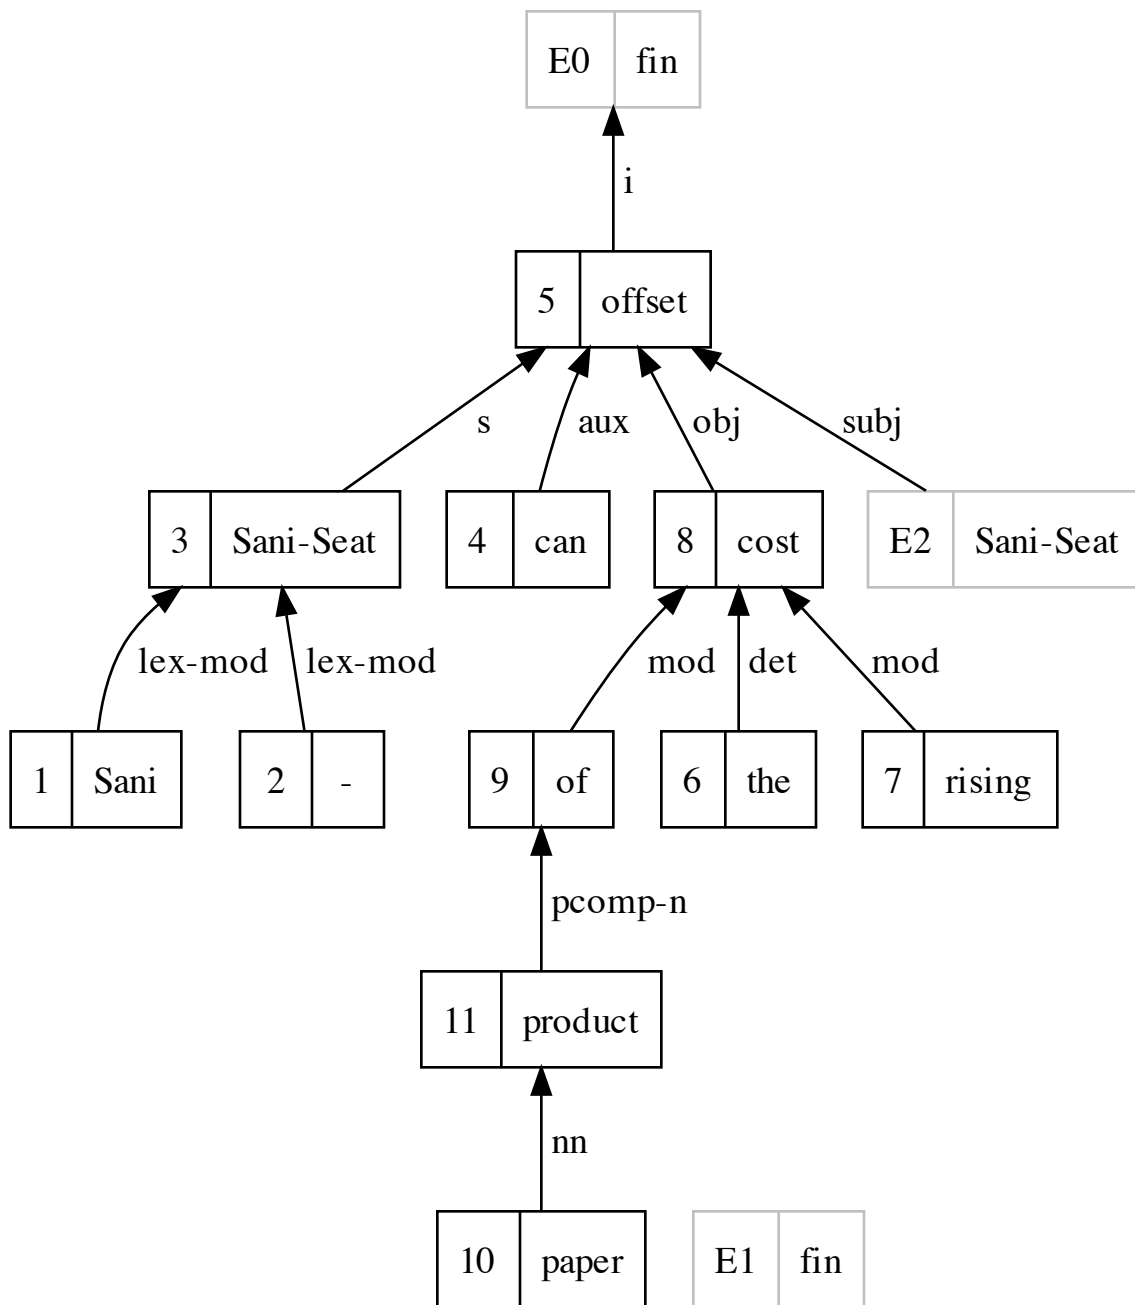 E0 fin
i
5 offset
s aux obj subj
3 Sani-Seat 4 can 8 cost E2 Sani-Seat
lex-mod lex-mod mod det mod
1 Sani 2 - 9 of 6 the 7 rising
pcomp-n
11 product
nn
10 paper E1 fin